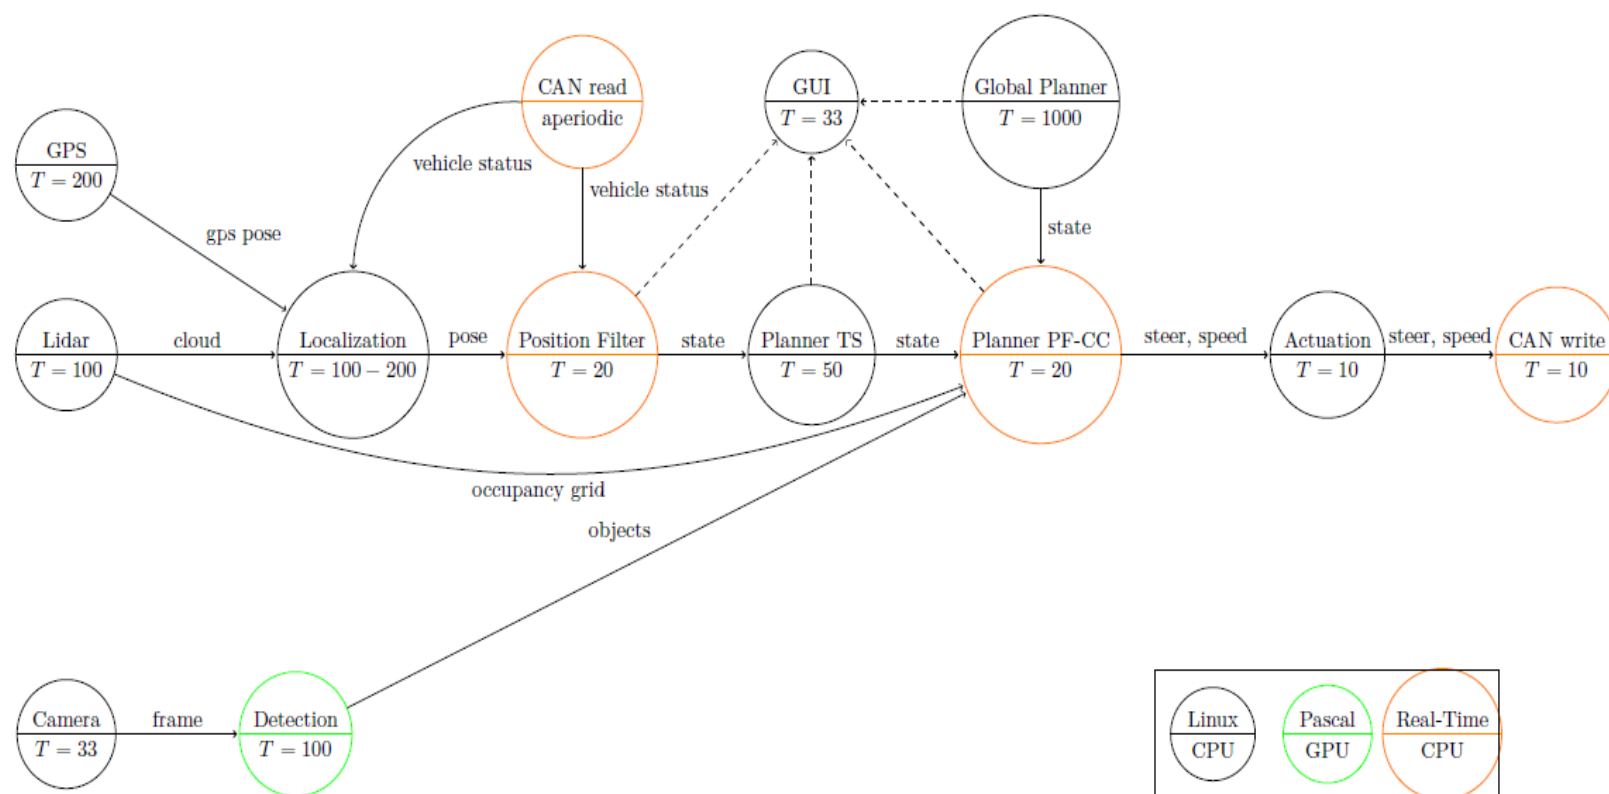 CAN read
aperiodic
GUI
T = 33
Global Planner
T = 1000
GPS
T = 200
vehicle status
vehicle status
gps pose
state
Lidar
T = 100
cloud
Localization
T = 100 − 200
pose
Position Filter
T = 20
state
Planner TS
T = 50
state
Planner PF-CC
T = 20
steer, speed
Actuation
T = 10
steer, speed
CAN write
T = 10
occupancy grid
objects
Camera
T = 33
frame
Detection
T = 100
Linux
CPU
Pascal
GPU
Real-Time
CPU